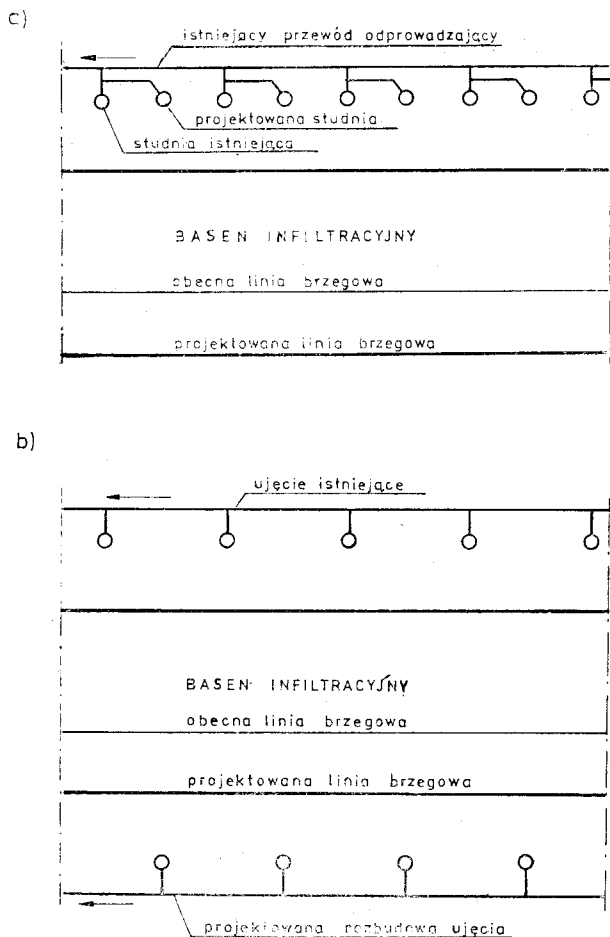 c)
istniejący przewód odprowadzający
projektowana studnia
studnia istniejąca
BASEN INFILTRACYJNY
obecna linia brzegowa
projektowana linia brzegowa
b)
ujęcie istniejące
BASEN INFILTRACYJNY
obecna linia brzegowa
projektowana linia brzegowa
projektowana rozbudowa ujęcia